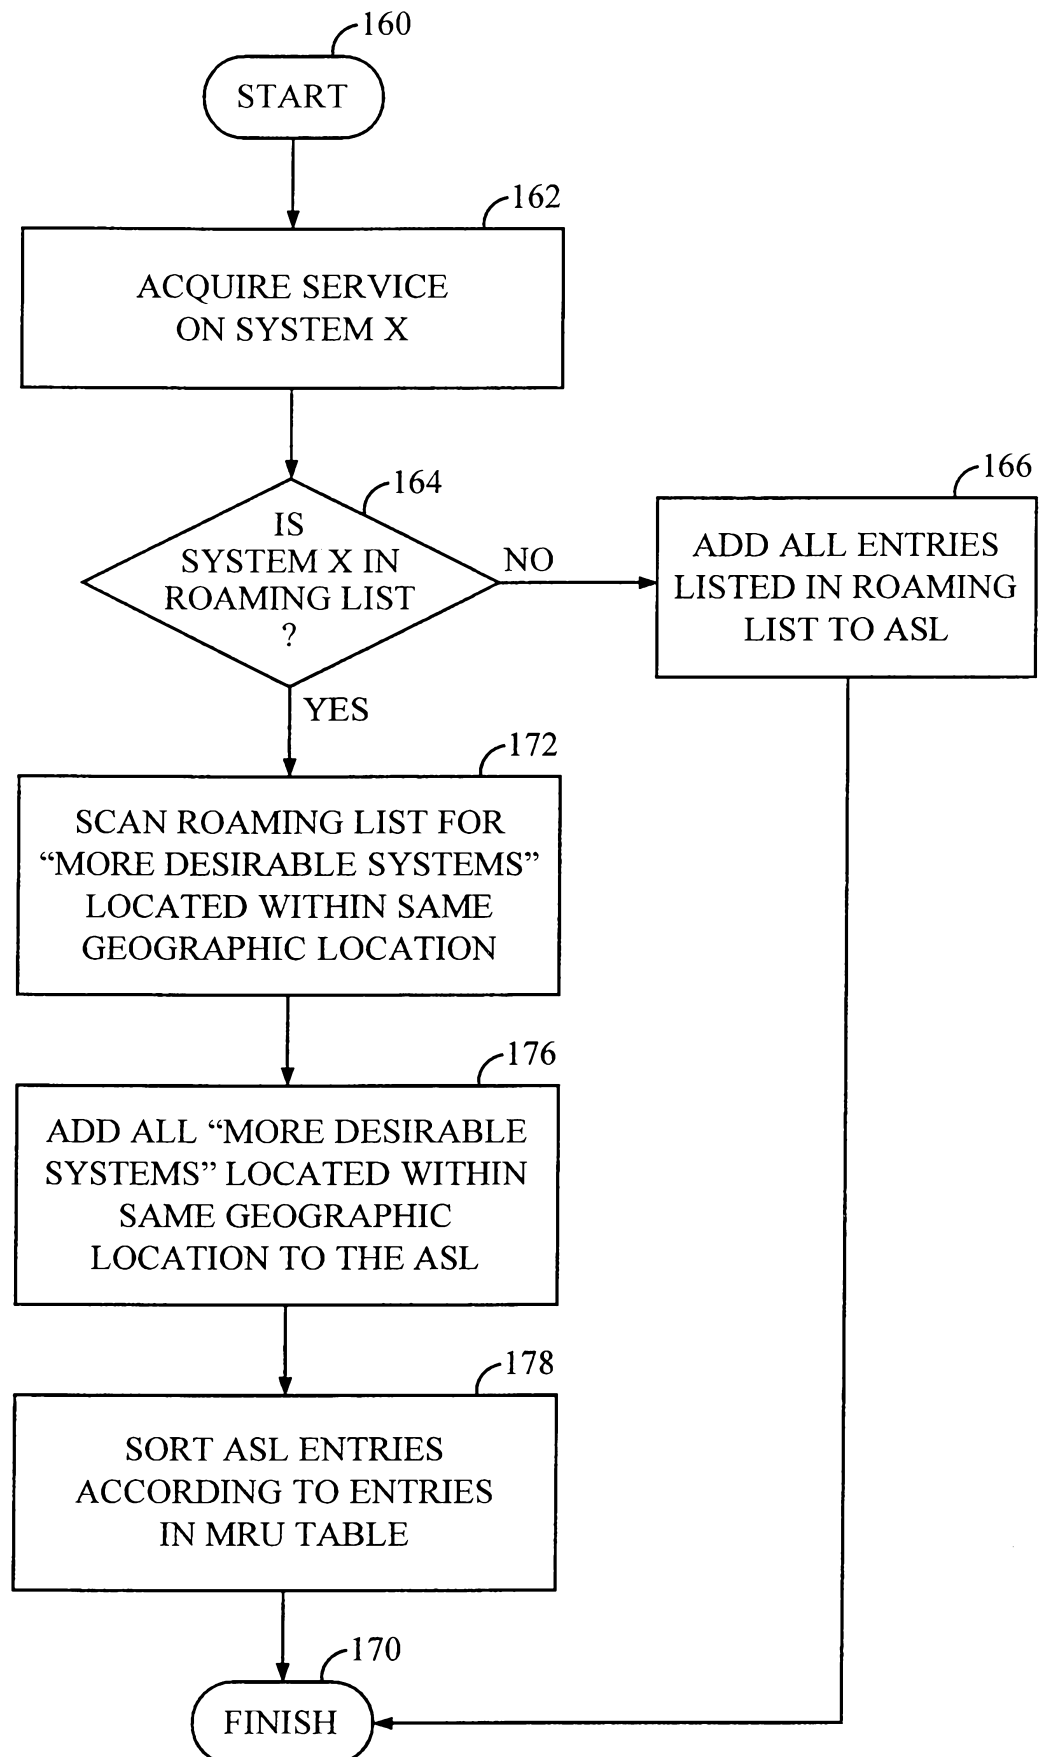 160
START
162
ACQUIRE SERVICE
ON SYSTEM X
164
IS
SYSTEM X IN
ROAMING LIST
?
NO
166
ADD ALL ENTRIES
LISTED IN ROAMING
LIST TO ASL
YES
172
SCAN ROAMING LIST FOR
“MORE DESIRABLE SYSTEMS”
LOCATED WITHIN SAME
GEOGRAPHIC LOCATION
176
ADD ALL “MORE DESIRABLE
SYSTEMS” LOCATED WITHIN
SAME GEOGRAPHIC
LOCATION TO THE ASL
178
SORT ASL ENTRIES
ACCORDING TO ENTRIES
IN MRU TABLE
170
FINISH